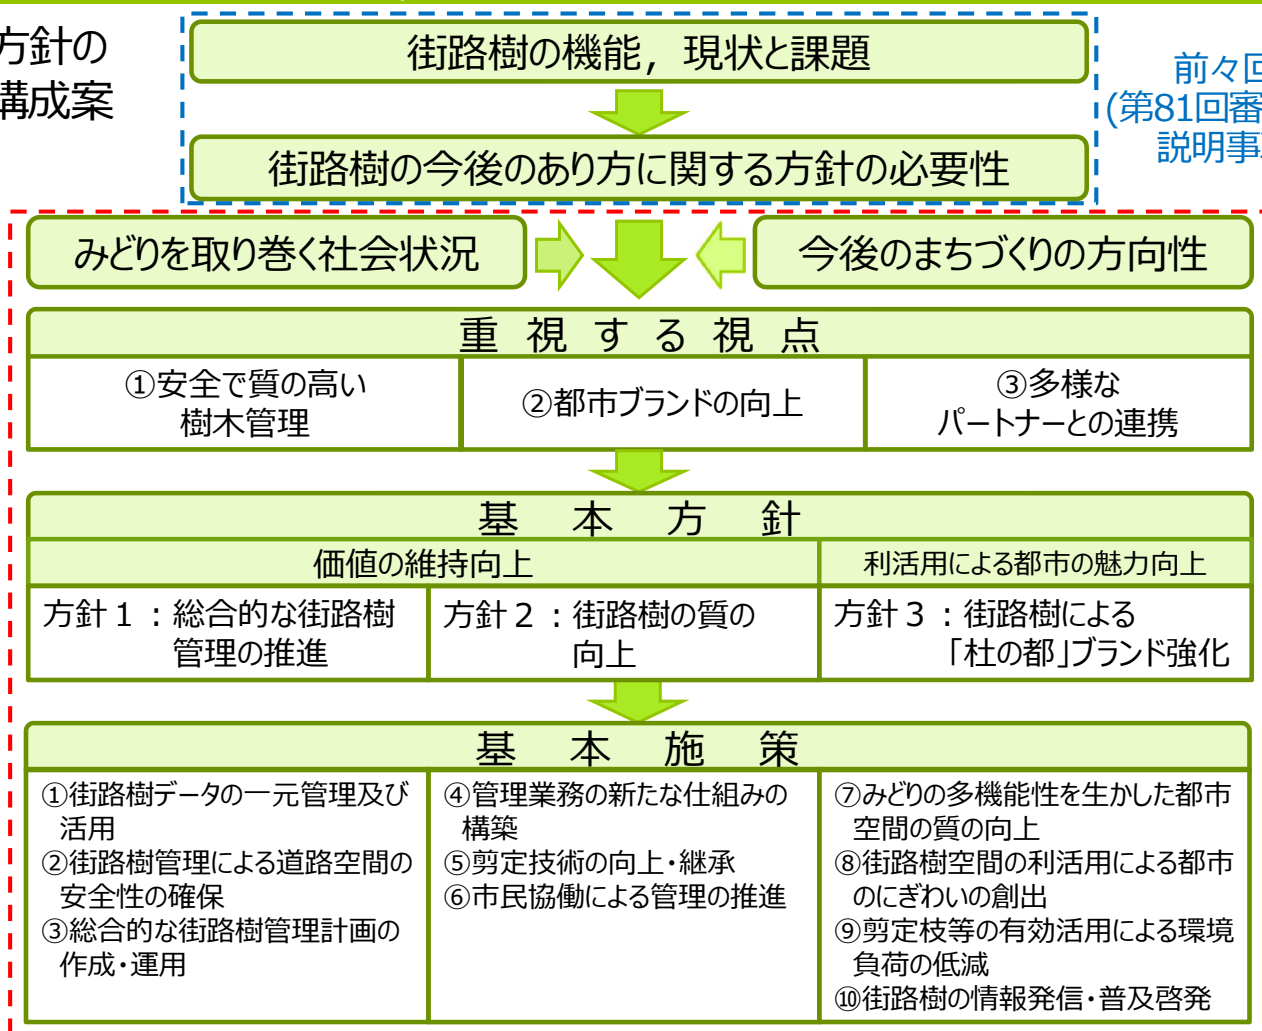 方針の
構成案
街路樹の機能，現状と課題
前々回
(第81回審
説明事
街路樹の今後のあり方に関する方針の必要性
みどりを取り巻く社会状況
今後のまちづくりの方向性
重視する視点
①安全で質の高い
樹木管理
②都市ブランドの向上
③多様な
パートナーとの連携
基本方針
価値の維持向上
利活用による都市の魅力向上
方針１：総合的な街路樹
管理の推進
方針２：街路樹の質の
向上
方針３：街路樹による
「杜の都」ブランド強化
基本施策
①街路樹データの一元管理及び
活用
②街路樹管理による道路空間の
安全性の確保
③総合的な街路樹管理計画の
作成・運用
④管理業務の新たな仕組みの
構築
⑤剪定技術の向上・継承
⑥市民協働による管理の推進
⑦みどりの多機能性を生かした都市
空間の質の向上
⑧街路樹空間の利活用による都市
のにぎわいの創出
⑨剪定枝等の有効活用による環境
負荷の低減
⑩街路樹の情報発信・普及啓発